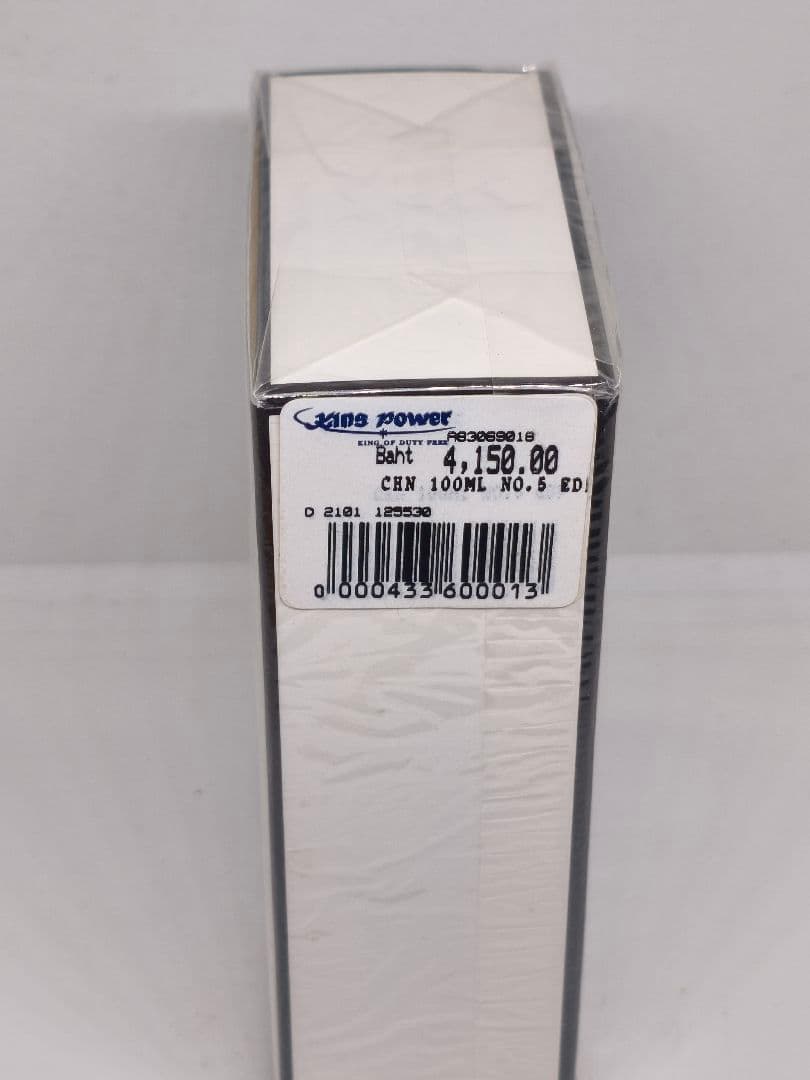 King Power
KING OF DUTY FREE
A83069018
Baht 4,150.00
CHN 100ML NO.5 ED
D 2101 125530
0 000433 600013